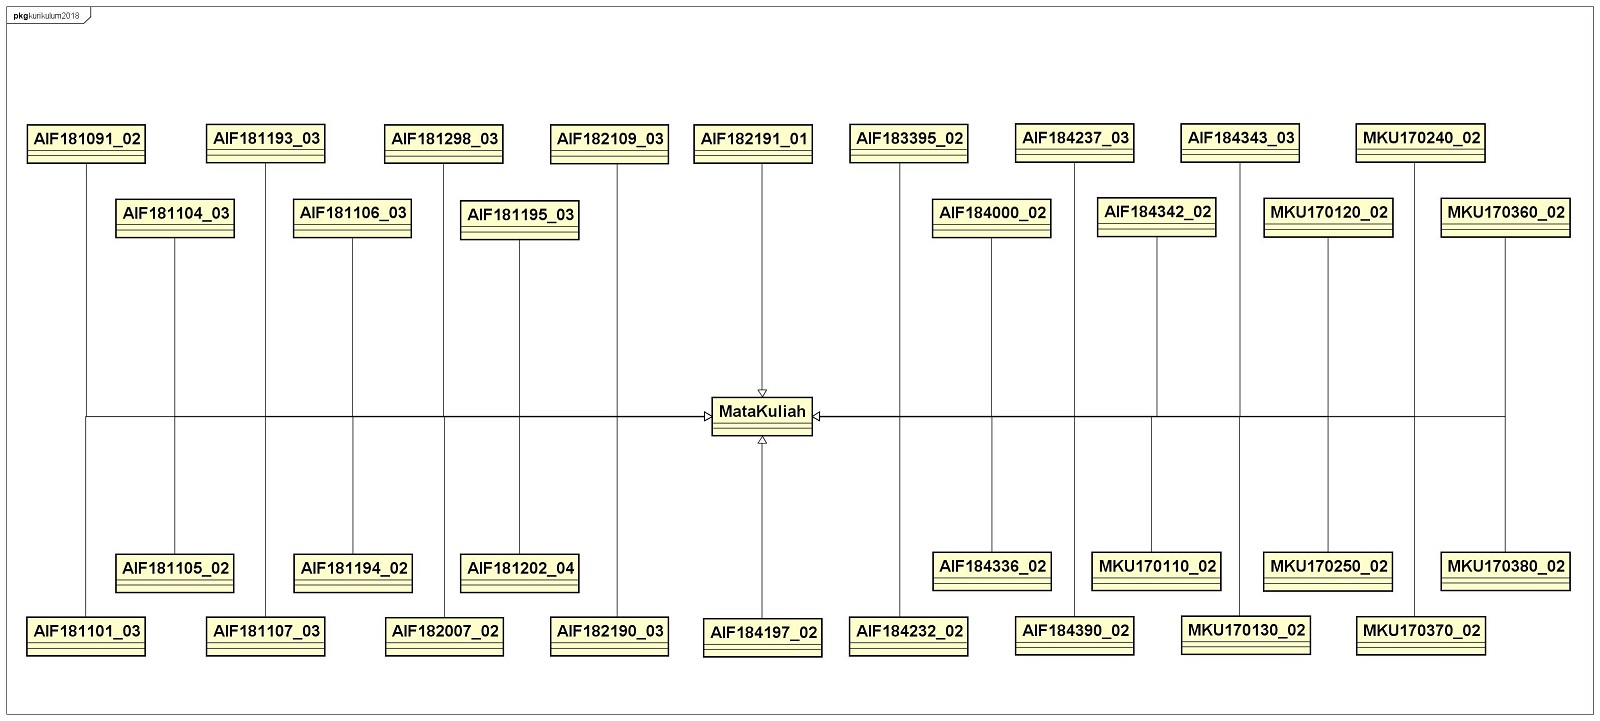 pkg kurikulum2018
AIF181091_02
AIF181193_03
AIF181298_03
AIF182109_03
AIF182191_01
AIF183395_02
AIF184237_03
AIF184343_03
MKU170240_02
AIF181104_03
AIF181106_03
AIF181195_03
AIF184000_02
AIF184342_02
MKU170120_02
MKU170360_02
MataKuliah
AIF181105_02
AIF181194_02
AIF181202_04
AIF184336_02
MKU170110_02
MKU170250_02
MKU170380_02
AIF181101_03
AIF181107_03
AIF182007_02
AIF182190_03
AIF184197_02
AIF184232_02
AIF184390_02
MKU170130_02
MKU170370_02